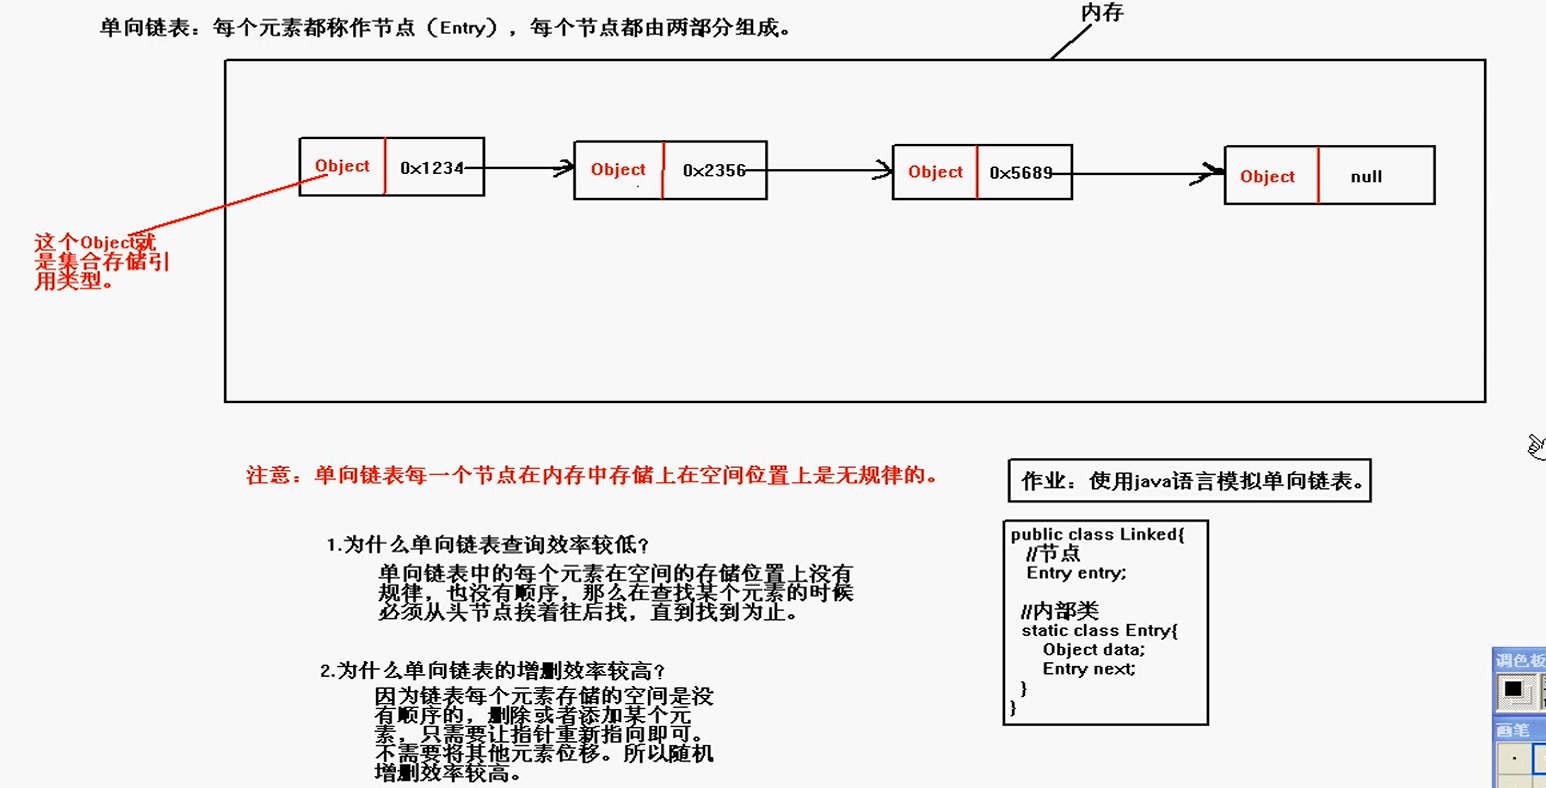 内存
单向链表：每个元素都称作节点（Entry），每个节点都由两部分组成。
Object 0x1234
Object 0x2356
Object 0x5689
Object null
这个Object就
是集合存储引
用类型。
注意：单向链表每一个节点在内存中存储上在空间位置上是无规律的。
作业：使用java语言模拟单向链表。
1.为什么单向链表查询效率较低？
单向链表中的每个元素在空间的存储位置上没有
规律，也没有顺序，那么在查找某个元素的时候
必须从头节点挨着往后找，直到找到为止。
2.为什么单向链表的增删效率较高？
因为链表每个元素存储的空间是没
有顺序的，删除或者添加某个元
素，只需要让指针重新指向即可。
不需要将其他元素位移。所以随机
增删效率较高。
public class Linked{
//节点
Entry entry;
//内部类
static class Entry{
Object data;
Entry next;
}
}
调色板
画笔